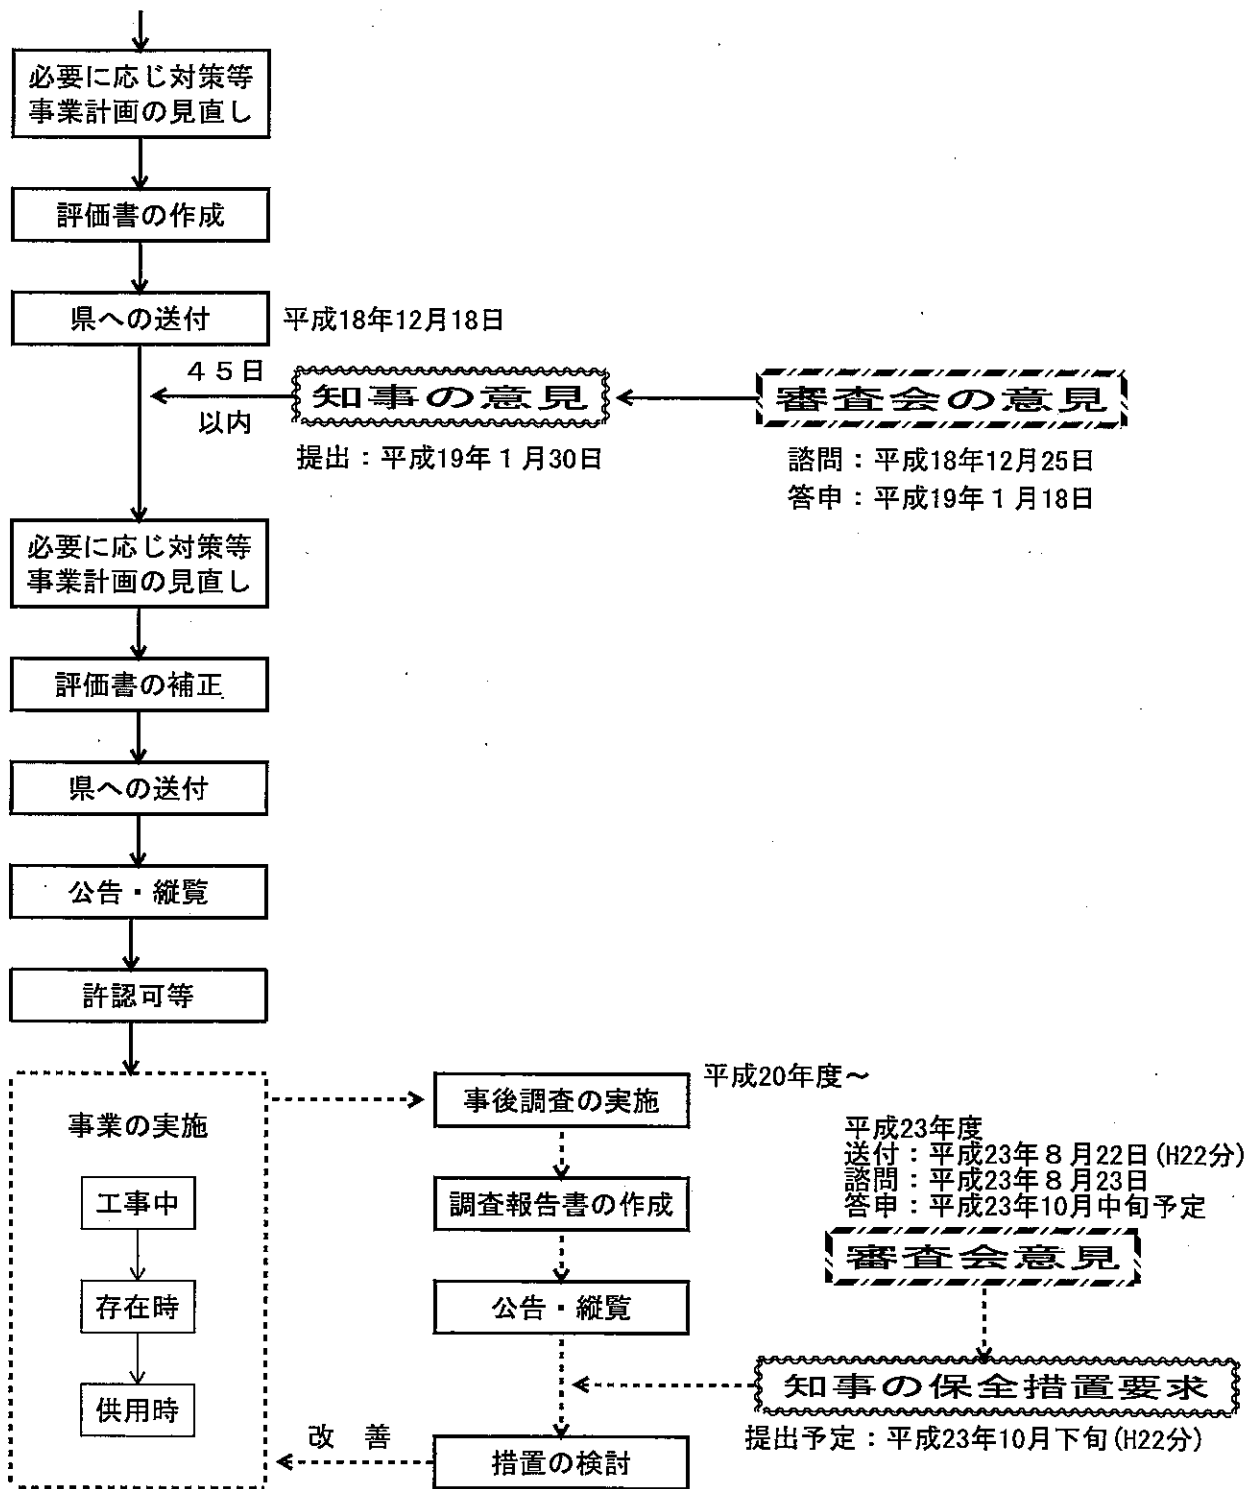 必要に応じ対策等
事業計画の見直し
評価書の作成
県への送付
平成18年12月18日
４５日
以内
知事の意見
審査会の意見
提出：平成19年１月30日
諮問：平成18年12月25日
答申：平成19年１月18日
必要に応じ対策等
事業計画の見直し
評価書の補正
県への送付
公告・縦覧
許認可等
事業の実施
工事中
存在時
供用時
事後調査の実施
平成20年度～
調査報告書の作成
公告・縦覧
平成23年度
送付：平成23年８月22日(H22分)
諮問：平成23年８月23日
答申：平成23年10月中旬予定
審査会意見
知事の保全措置要求
提出予定：平成23年10月下旬(H22分)
改　善
措置の検討